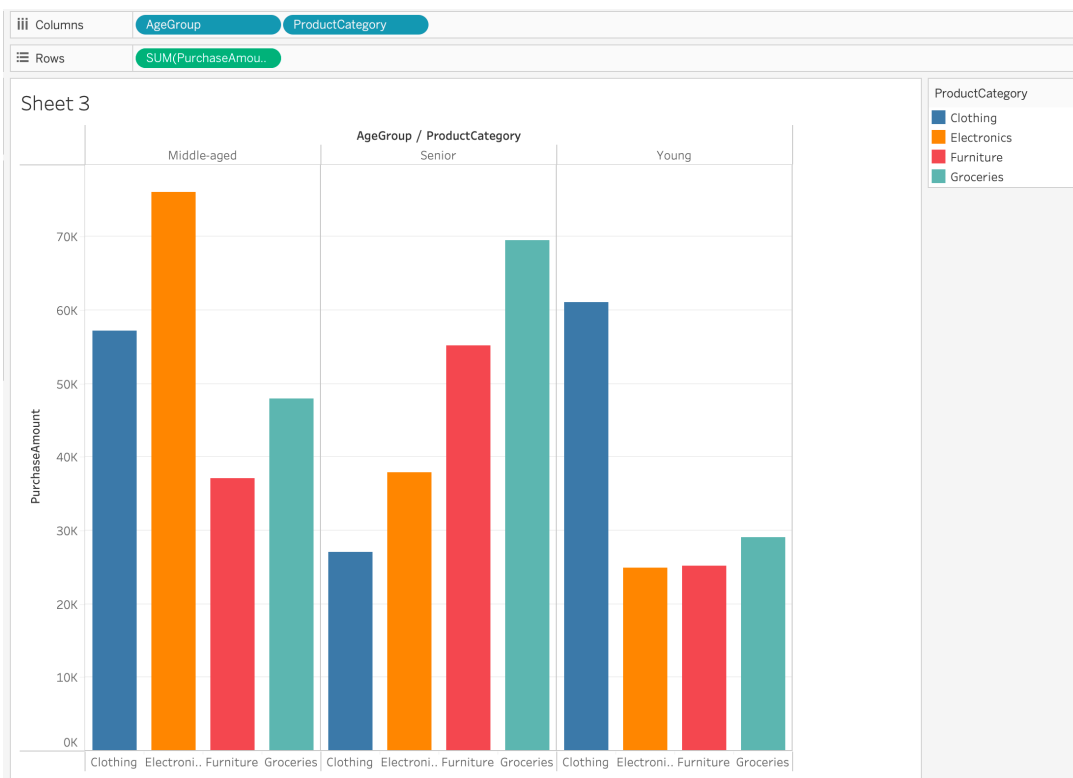 Columns AgeGroup ProductCategory
Rows SUM(PurchaseAmou..
Sheet 3
AgeGroup / ProductCategory
Middle-aged Senior Young
70K
60K
50K
40K
30K
20K
10K
0K
PurchaseAmount
Clothing Electroni.. Furniture Groceries Clothing Electroni.. Furniture Groceries Clothing Electroni.. Furniture Groceries
ProductCategory
Clothing
Electronics
Furniture
Groceries